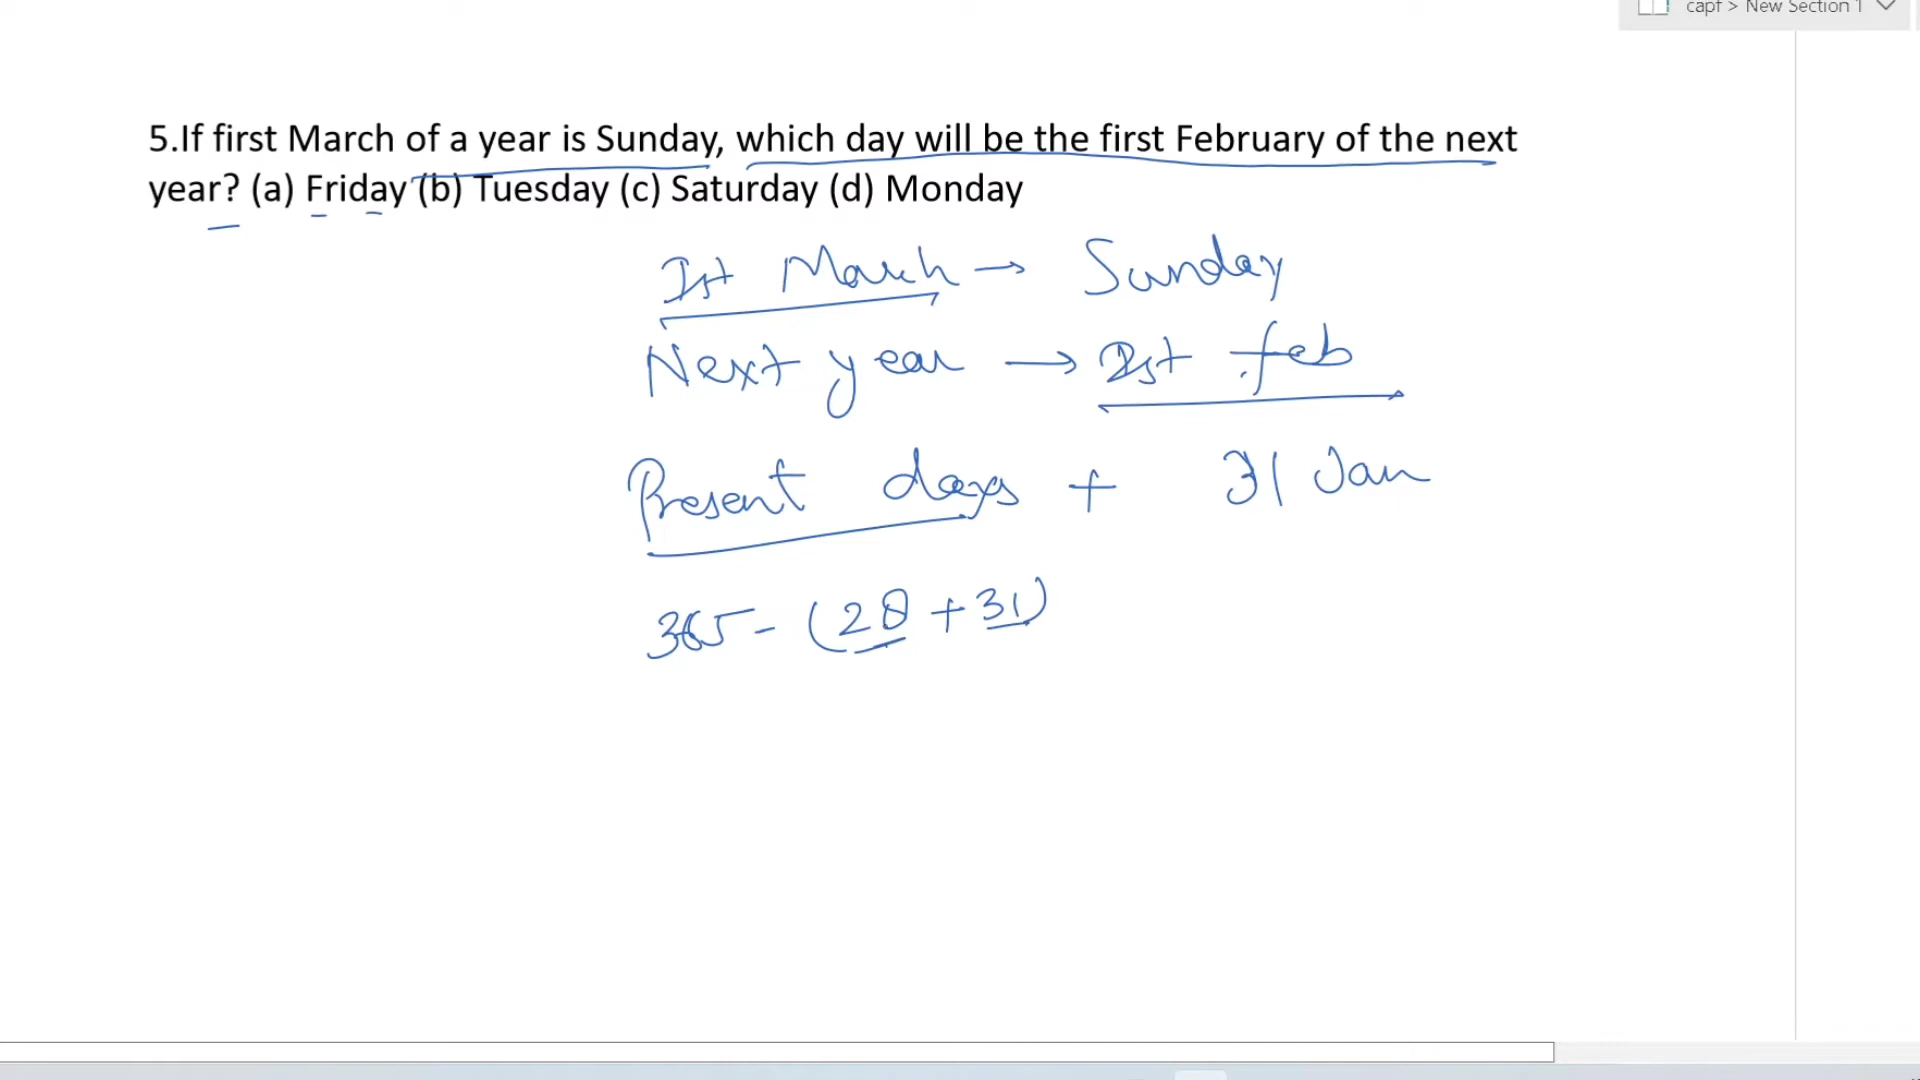 capf > New Section 1
5.If first March of a year is Sunday, which day will be the first February of the next
year? (a) Friday (b) Tuesday (c) Saturday (d) Monday
Ist March → Sunday
Next year → Ist feb
Present days + 31 Jan
365 - (28 + 31)